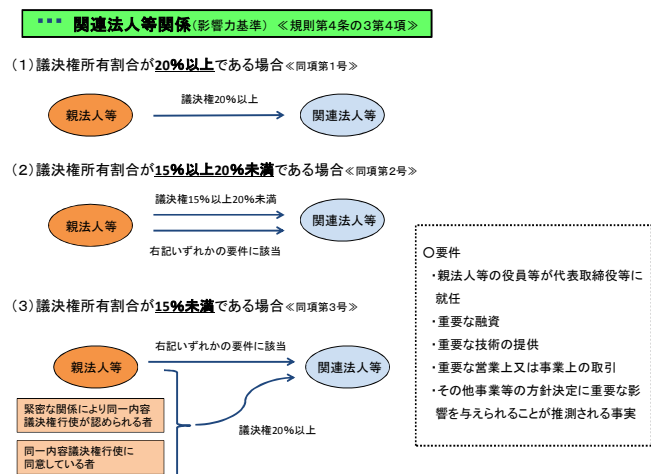 関連法人等関係(影響力基準) ≪規則第4条の3第4項≫
(1)議決権所有割合が20%以上である場合≪同項第1号≫
議決権20%以上
親法人等
関連法人等
(2)議決権所有割合が15%以上20%未満である場合≪同項第2号≫
議決権15%以上20%未満
親法人等
関連法人等
右記いずれかの要件に該当
(3)議決権所有割合が15%未満である場合≪同項第3号≫
右記いずれかの要件に該当
親法人等
関連法人等
緊密な関係により同一内容
議決権行使が認められる者
議決権20%以上
同一内容議決権行使に
同意している者
○要件
・親法人等の役員等が代表取締役等に
就任
・重要な融資
・重要な技術の提供
・重要な営業上又は事業上の取引
・その他事業等の方針決定に重要な影
響を与えられることが推測される事実